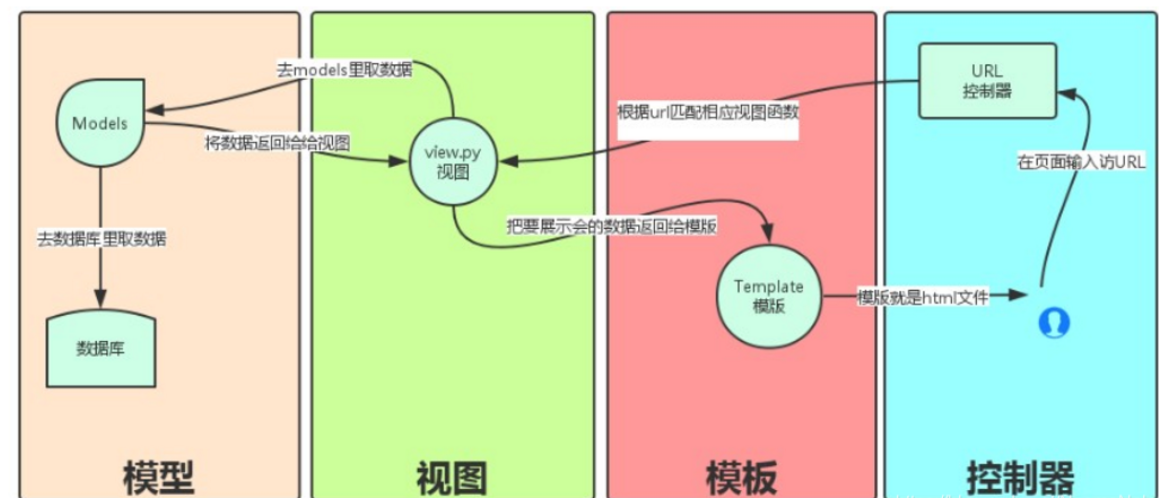 URL
控制器
去models里取数据
Models
根据url匹配相应视图函数
将数据返回给给视图
view.py
视图
在页面输入访URL
把要展示会的数据返回给模版
去数据库里取数据
Template
模版
模版就是html文件
数据库
模型
视图
模板
控制器